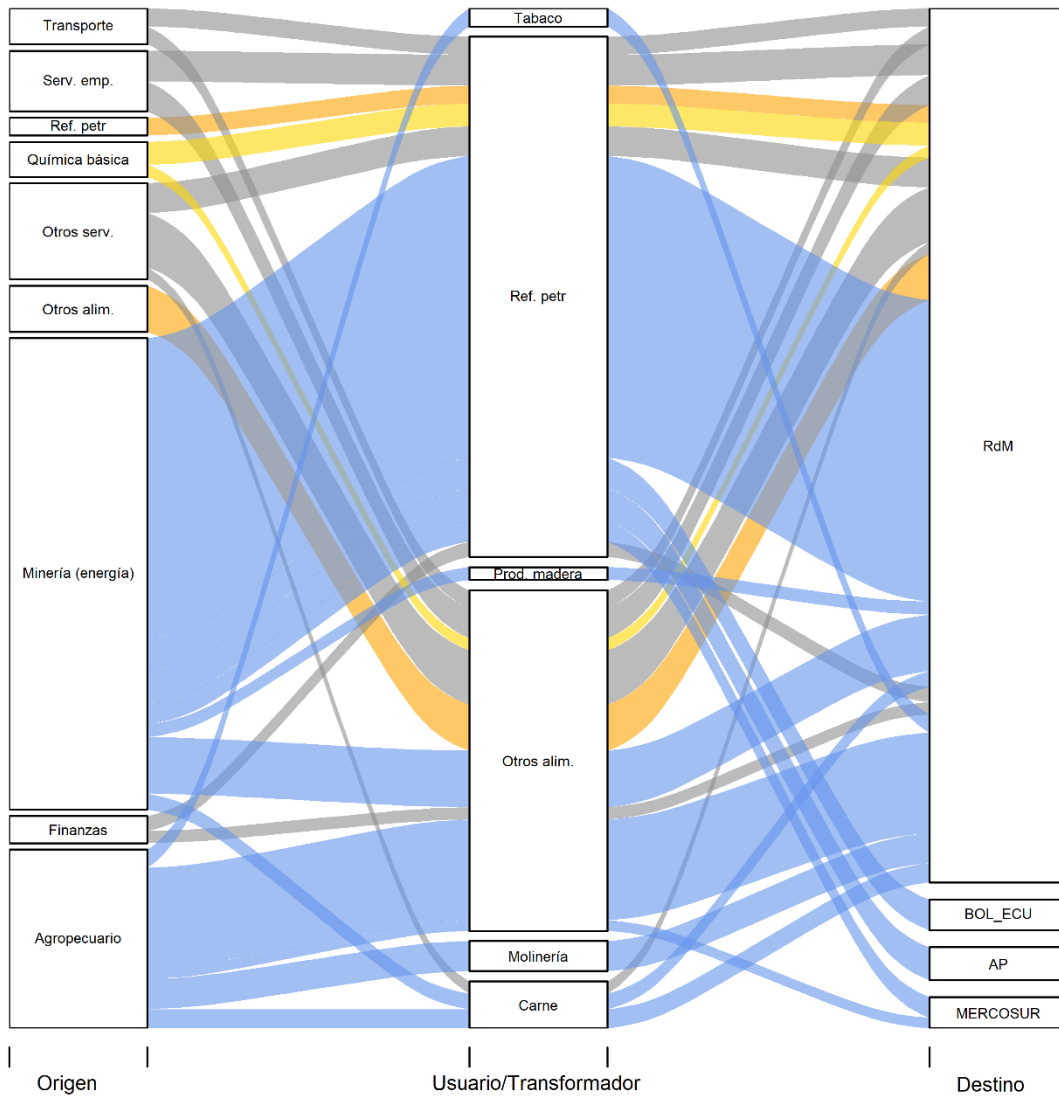 Transporte
Serv. emp.
Ref. petr
Química básica
Otros serv.
Otros alim.
Minería (energía)
Finanzas
Agropecuario
Tabaco
Ref. petr
Prod. madera
Otros alim.
Molinería
Carne
RdM
BOL_ECU
AP
MERCOSUR
Origen
Usuario/Transformador
Destino